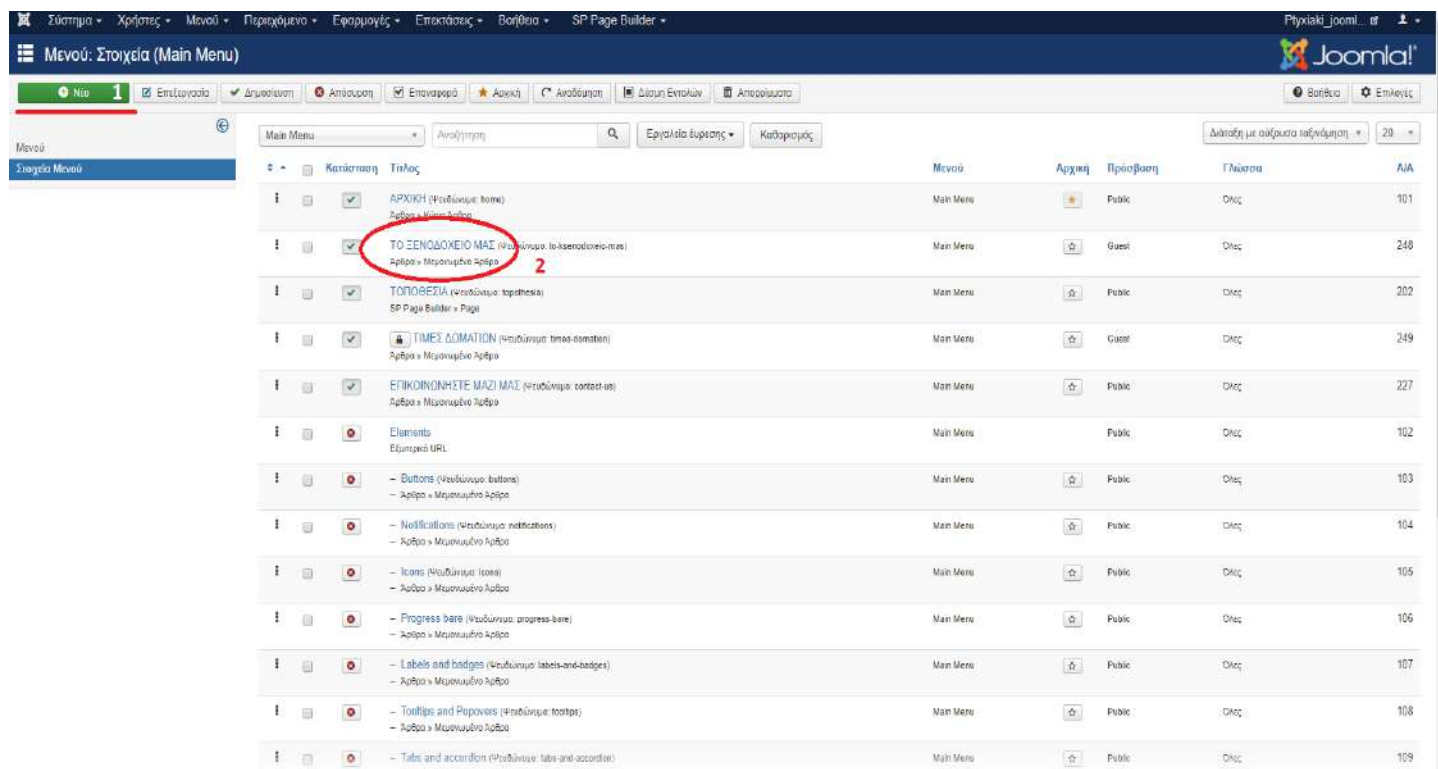 Σύστημα Χρήστες Μενού Περιεχόμενο Εφαρμογές Επεκτάσεις Βοήθεια SP Page Builder Ptyxiaki_jooml...
Μενού: Στοιχεία (Main Menu) Joomla!
Νέο 1 Επεξεργασία Δημοσίευση Απόσυρση Επαναφορά Αρχική Αναδόμηση Δέσμη Εντολών Απορρίμματα Βοήθεια Επιλογές
Main Menu Αναζήτηση Εργαλεία έυρεσης Καθαρισμός Διάταξη με αύξουσα ταξινόμηση 20
Μενού
Στοιχεία Μενού
Κατάσταση Τίτλος Μενού Αρχική Πρόσβαση Γλώσσα Α/Α
ΑΡΧΙΚΗ (Ψευδώνυμο: home) Main Menu Public Όλες 101
Άρθρα » Κύρια Άρθρα
ΤΟ ΞΕΝΟΔΟΧΕΙΟ ΜΑΣ (Ψευδώνυμο: to-ksenodoxeio-mas) Main Menu Guest Όλες 248
Άρθρα » Μεμονωμένο Άρθρο
2
ΤΟΠΟΘΕΣΙΑ (Ψευδώνυμο: topothesia) Main Menu Public Όλες 202
SP Page Builder » Page
ΤΙΜΕΣ ΔΩΜΑΤΙΩΝ (Ψευδώνυμο: times-domation) Main Menu Guest Όλες 249
Άρθρα » Μεμονωμένο Άρθρο
ΕΠΙΚΟΙΝΩΝΗΣΤΕ ΜΑΖΙ ΜΑΣ (Ψευδώνυμο: contact-us) Main Menu Public Όλες 227
Άρθρα » Μεμονωμένο Άρθρο
Elements Main Menu Public Όλες 102
Εξωτερικό URL
– Buttons (Ψευδώνυμο: buttons) Main Menu Public Όλες 103
– Άρθρα » Μεμονωμένο Άρθρο
– Notifications (Ψευδώνυμο: notifications) Main Menu Public Όλες 104
– Άρθρα » Μεμονωμένο Άρθρο
– Icons (Ψευδώνυμο: icons) Main Menu Public Όλες 105
– Άρθρα » Μεμονωμένο Άρθρο
– Progress bare (Ψευδώνυμο: progress-bare) Main Menu Public Όλες 106
– Άρθρα » Μεμονωμένο Άρθρο
– Labels and badges (Ψευδώνυμο: labels-and-badges) Main Menu Public Όλες 107
– Άρθρα » Μεμονωμένο Άρθρο
– Tooltips and Popovers (Ψευδώνυμο: tooltips) Main Menu Public Όλες 108
– Άρθρα » Μεμονωμένο Άρθρο
– Tabs and accordion (Ψευδώνυμο: tabs-and-accordion) Main Menu Public Όλες 109